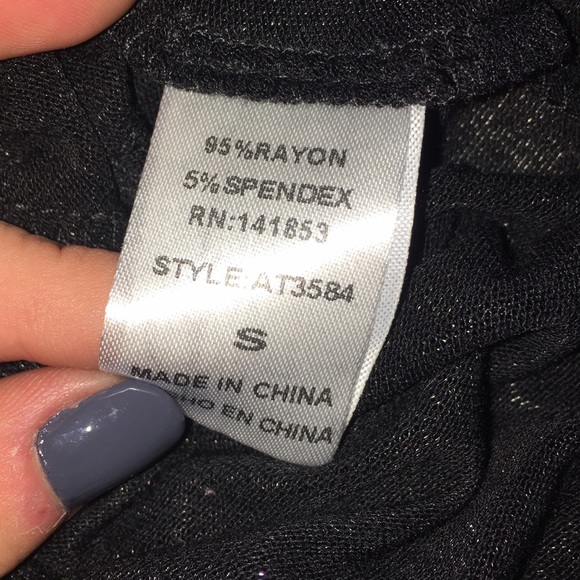 95%RAYON
5%SPENDEX
RN:141853
STYLE:AT3584
S
MADE IN CHINA
EN CHINA